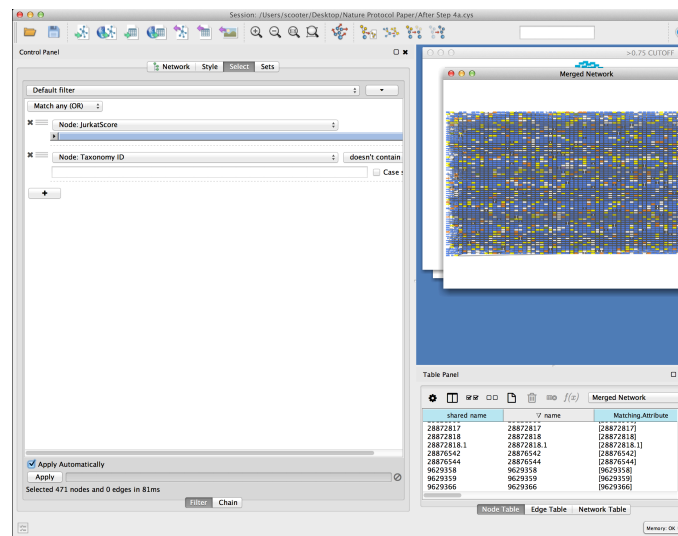 Session: /Users/scooter/Desktop/Nature Protocol Paper/After Step 4a.cys
Control Panel
Network Style Select Sets
Default filter
Match any (OR)
Node: JurkatScore
Node: Taxonomy ID
doesn't contain
Case s
+
Apply Automatically
Apply
Selected 471 nodes and 0 edges in 81ms
Filter Chain
>0.75 CUTOFF
Merged Network
Table Panel
f(x) Merged Network
shared name name Matching.Attribute
28872817 28872817 [28872817]
28872818 28872818 [28872818]
28872818.1 28872818.1 [28872818.1]
28876542 28876542 [28876542]
28876544 28876544 [28876544]
9629358 9629358 [9629358]
9629359 9629359 [9629359]
9629366 9629366 [9629366]
Node Table Edge Table Network Table
Memory: OK